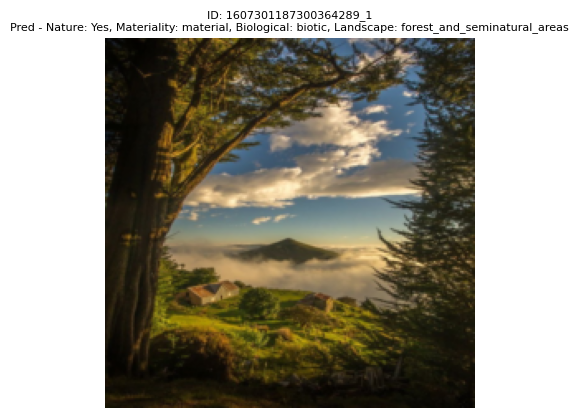 ID: 1607301187300364289_1
Pred - Nature: Yes, Materiality: material, Biological: biotic, Landscape: forest_and_seminatural_areas